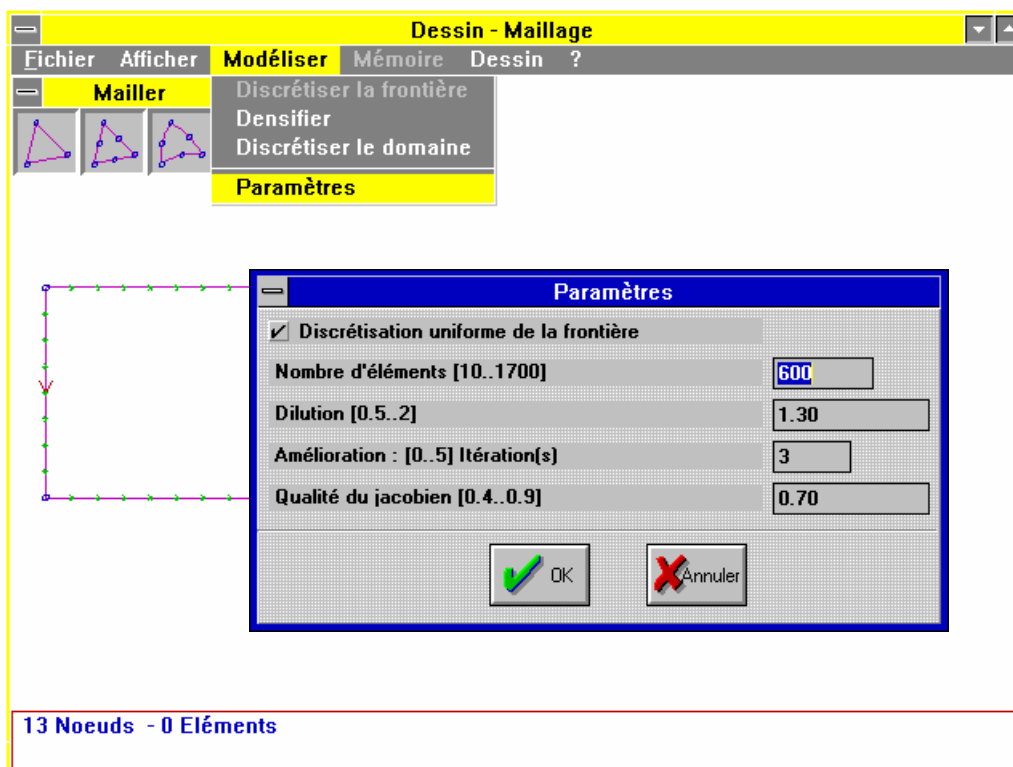 Dessin - Maillage
Fichier Afficher Modéliser Mémoire Dessin ?
Mailler
Discrétiser la frontière
Densifier
Discrétiser le domaine
Paramètres
Paramètres
Discrétisation uniforme de la frontière
Nombre d'éléments [10..1700] 600
Dilution [0.5..2] 1.30
Amélioration : [0..5] Itération(s) 3
Qualité du jacobien [0.4..0.9] 0.70
OK Annuler
13 Noeuds - 0 Eléments